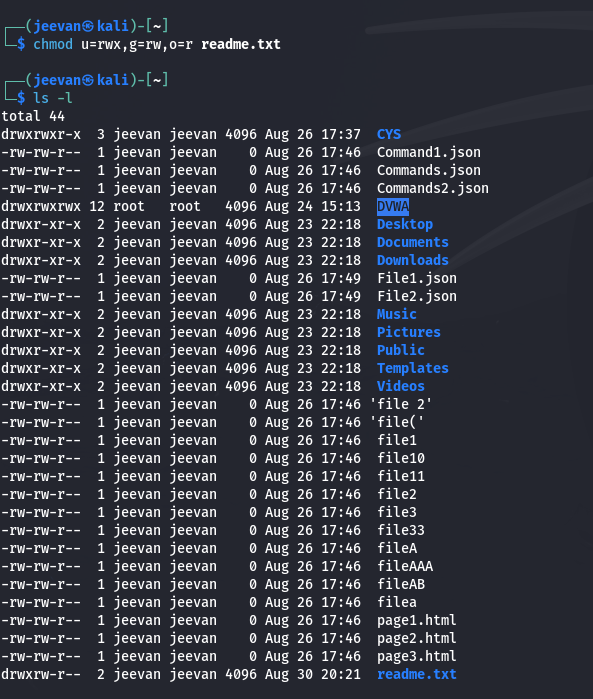 ┌──(jeevan㉿kali)-[~]
└─$ chmod u=rwx,g=rw,o=r readme.txt
┌──(jeevan㉿kali)-[~]
└─$ ls -l
total 44
drwxrwxr-x  3 jeevan jeevan 4096 Aug 26 17:37  CYS
-rw-rw-r--  1 jeevan jeevan    0 Aug 26 17:46  Command1.json
-rw-rw-r--  1 jeevan jeevan    0 Aug 26 17:46  Commands.json
-rw-rw-r--  1 jeevan jeevan    0 Aug 26 17:46  Commands2.json
drwxrwxrwx 12 root   root   4096 Aug 24 15:13  DVWA
drwxr-xr-x  2 jeevan jeevan 4096 Aug 23 22:18  Desktop
drwxr-xr-x  2 jeevan jeevan 4096 Aug 23 22:18  Documents
drwxr-xr-x  2 jeevan jeevan 4096 Aug 23 22:18  Downloads
-rw-rw-r--  1 jeevan jeevan    0 Aug 26 17:49  File1.json
-rw-rw-r--  1 jeevan jeevan    0 Aug 26 17:49  File2.json
drwxr-xr-x  2 jeevan jeevan 4096 Aug 23 22:18  Music
drwxr-xr-x  2 jeevan jeevan 4096 Aug 23 22:18  Pictures
drwxr-xr-x  2 jeevan jeevan 4096 Aug 23 22:18  Public
drwxr-xr-x  2 jeevan jeevan 4096 Aug 23 22:18  Templates
drwxr-xr-x  2 jeevan jeevan 4096 Aug 23 22:18  Videos
-rw-rw-r--  1 jeevan jeevan    0 Aug 26 17:46 'file 2'
-rw-rw-r--  1 jeevan jeevan    0 Aug 26 17:46 'file('
-rw-rw-r--  1 jeevan jeevan    0 Aug 26 17:46  file1
-rw-rw-r--  1 jeevan jeevan    0 Aug 26 17:46  file10
-rw-rw-r--  1 jeevan jeevan    0 Aug 26 17:46  file11
-rw-rw-r--  1 jeevan jeevan    0 Aug 26 17:46  file2
-rw-rw-r--  1 jeevan jeevan    0 Aug 26 17:46  file3
-rw-rw-r--  1 jeevan jeevan    0 Aug 26 17:46  file33
-rw-rw-r--  1 jeevan jeevan    0 Aug 26 17:46  fileA
-rw-rw-r--  1 jeevan jeevan    0 Aug 26 17:46  fileAAA
-rw-rw-r--  1 jeevan jeevan    0 Aug 26 17:46  fileAB
-rw-rw-r--  1 jeevan jeevan    0 Aug 26 17:46  filea
-rw-rw-r--  1 jeevan jeevan    0 Aug 26 17:46  page1.html
-rw-rw-r--  1 jeevan jeevan    0 Aug 26 17:46  page2.html
-rw-rw-r--  1 jeevan jeevan    0 Aug 26 17:46  page3.html
drwxrw-r--  2 jeevan jeevan 4096 Aug 30 20:21  readme.txt